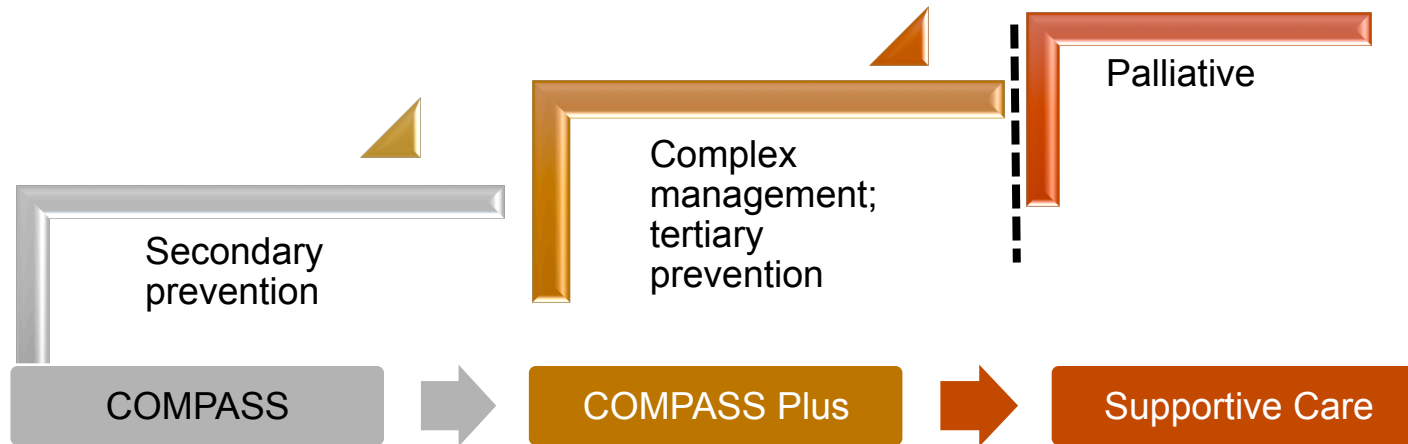 Palliative
Complex
management;
tertiary
prevention
Secondary
prevention
COMPASS
COMPASS Plus
Supportive Care